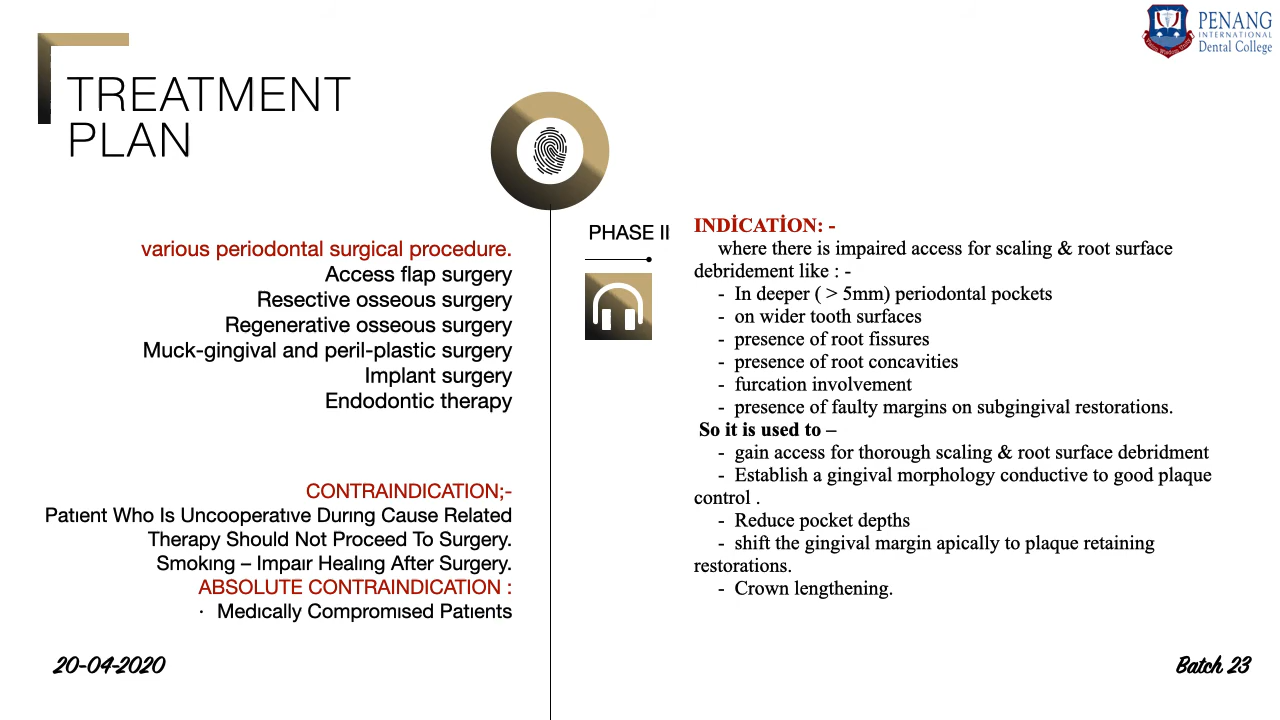 PENANG
INTERNATIONAL
Dental College
TREATMENT
PLAN
various periodontal surgical procedure.
Access flap surgery
Resective osseous surgery
Regenerative osseous surgery
Muck-gingival and peril-plastic surgery
Implant surgery
Endodontic therapy
CONTRAINDICATION;-
Patıent Who Is Uncooperatıve Durıng Cause Related
Therapy Should Not Proceed To Surgery.
Smokıng – Impaır Healıng After Surgery.
ABSOLUTE CONTRAINDICATION :
· Medıcally Compromısed Patıents
20-04-2020
PHASE II
INDİCATİON: -
where there is impaired access for scaling & root surface
debridement like : -
- In deeper ( > 5mm) periodontal pockets
- on wider tooth surfaces
- presence of root fissures
- presence of root concavities
- furcation involvement
- presence of faulty margins on subgingival restorations.
So it is used to –
- gain access for thorough scaling & root surface debridment
- Establish a gingival morphology conductive to good plaque
control .
- Reduce pocket depths
- shift the gingival margin apically to plaque retaining
restorations.
- Crown lengthening.
Batch 23